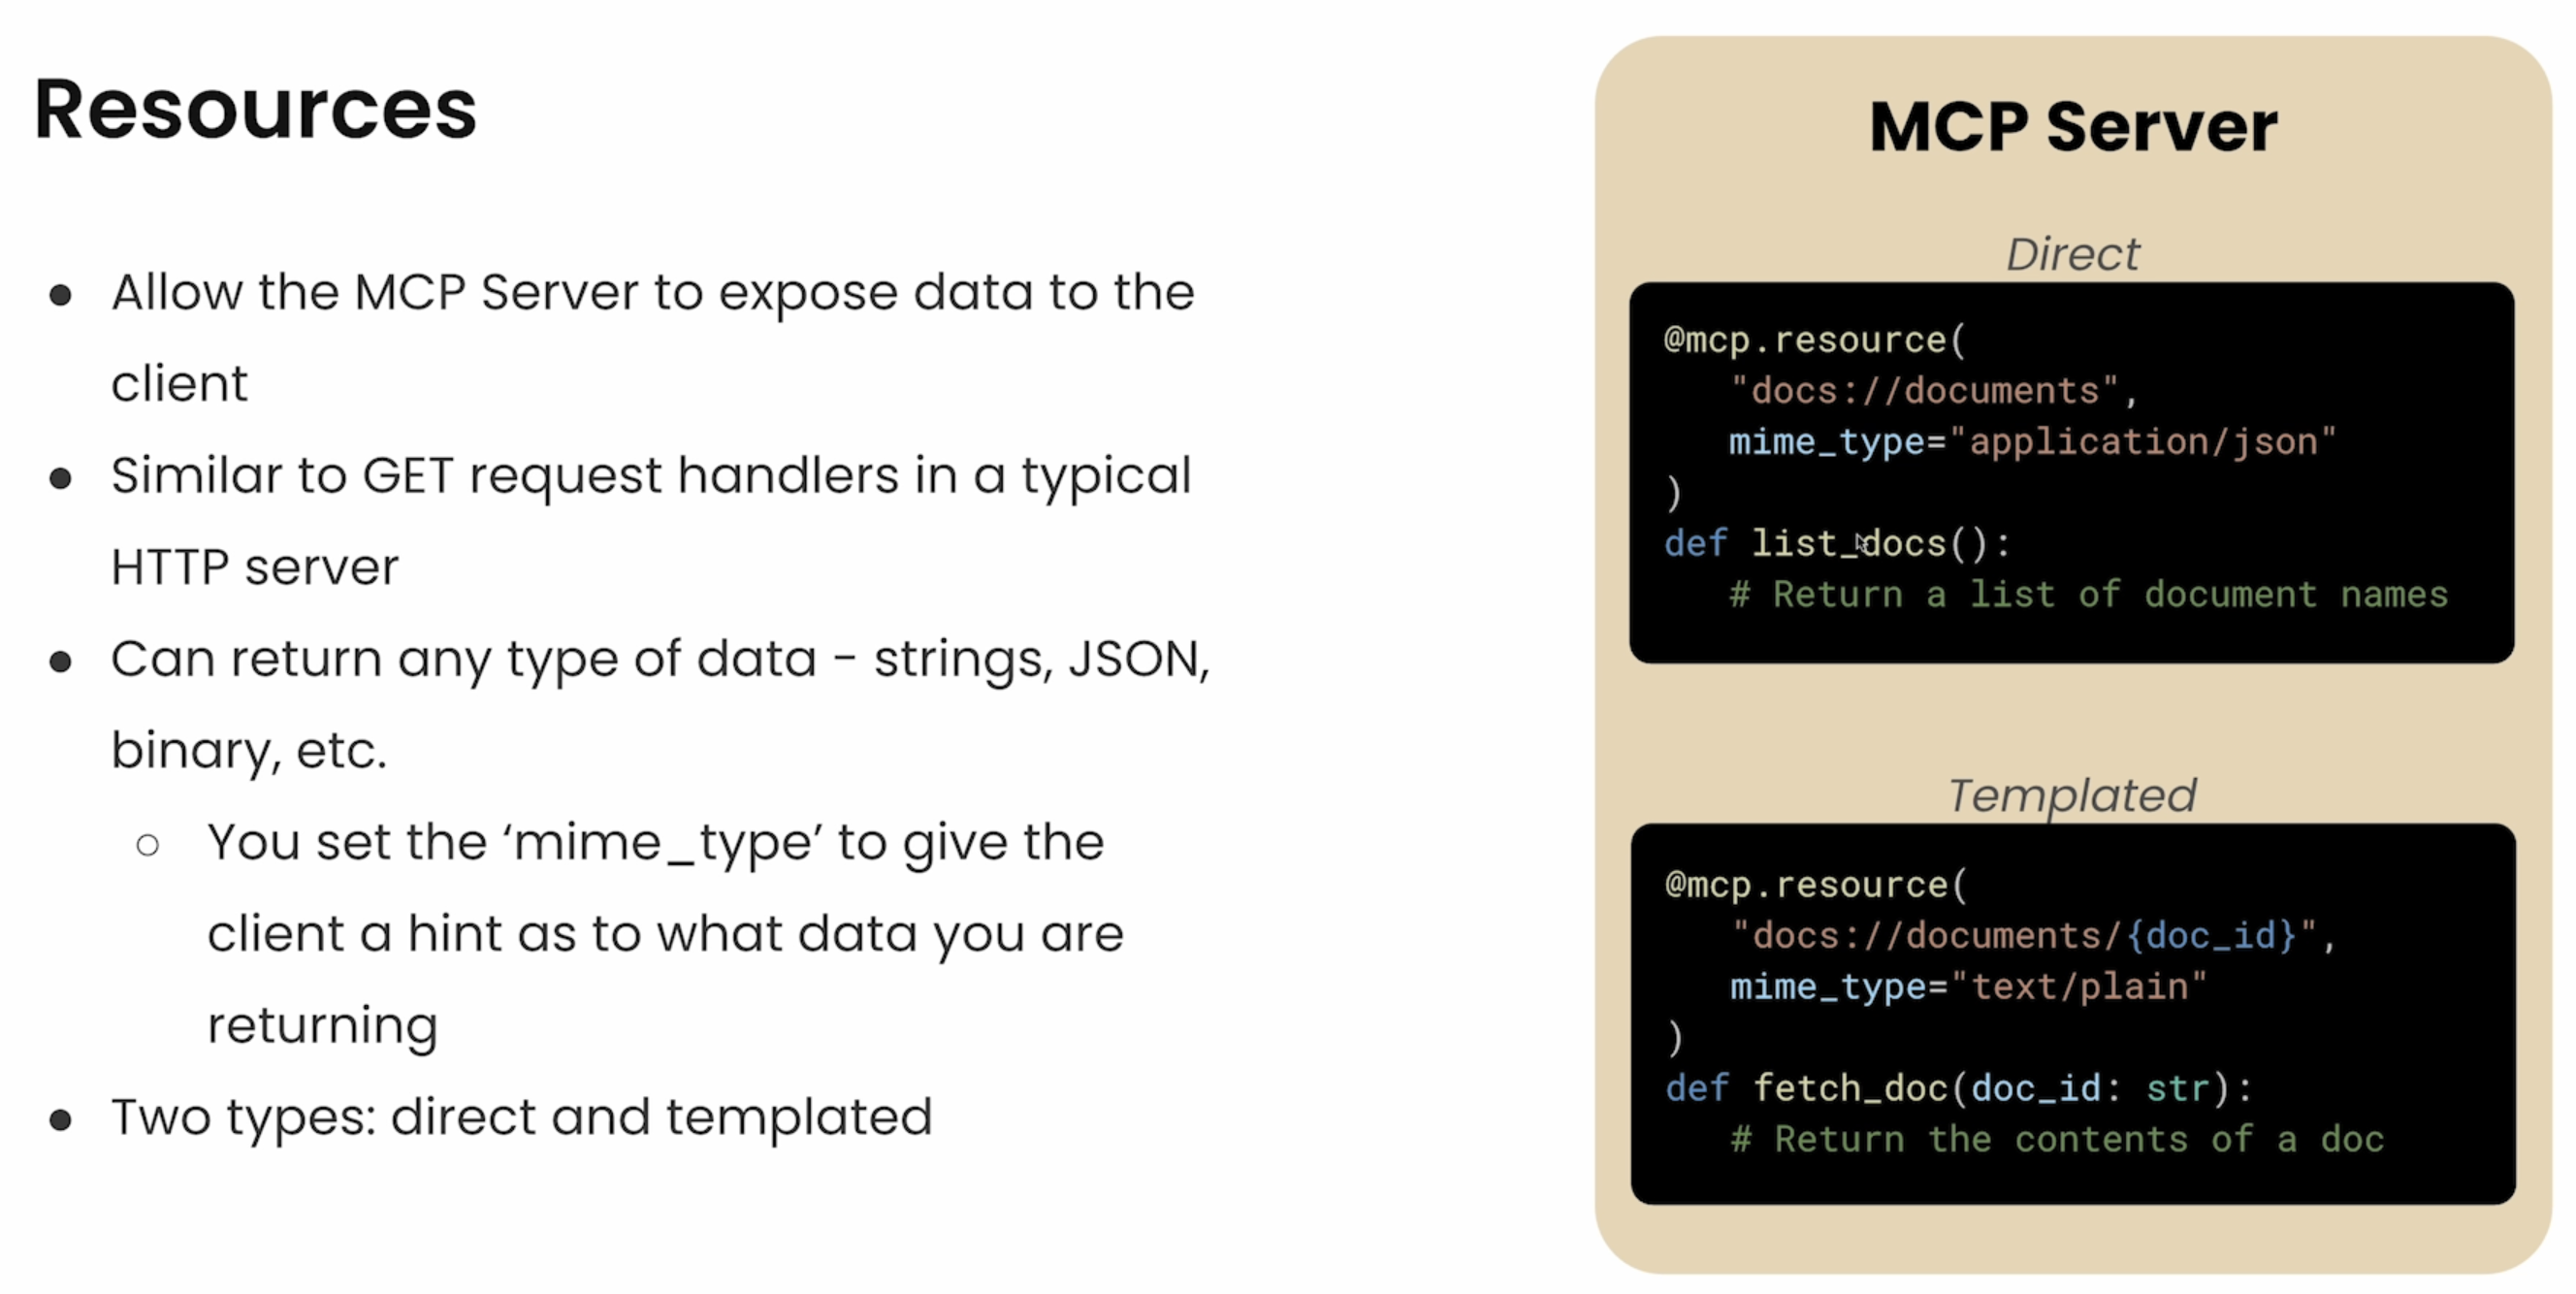 Resources
● Allow the MCP Server to expose data to the
client
● Similar to GET request handlers in a typical
HTTP server
● Can return any type of data - strings, JSON,
binary, etc.
○ You set the ‘mime_type’ to give the
client a hint as to what data you are
returning
● Two types: direct and templated
MCP Server
Direct
@mcp.resource(
"docs://documents",
mime_type="application/json"
)
def list_docs():
# Return a list of document names
Templated
@mcp.resource(
"docs://documents/{doc_id}",
mime_type="text/plain"
)
def fetch_doc(doc_id: str):
# Return the contents of a doc